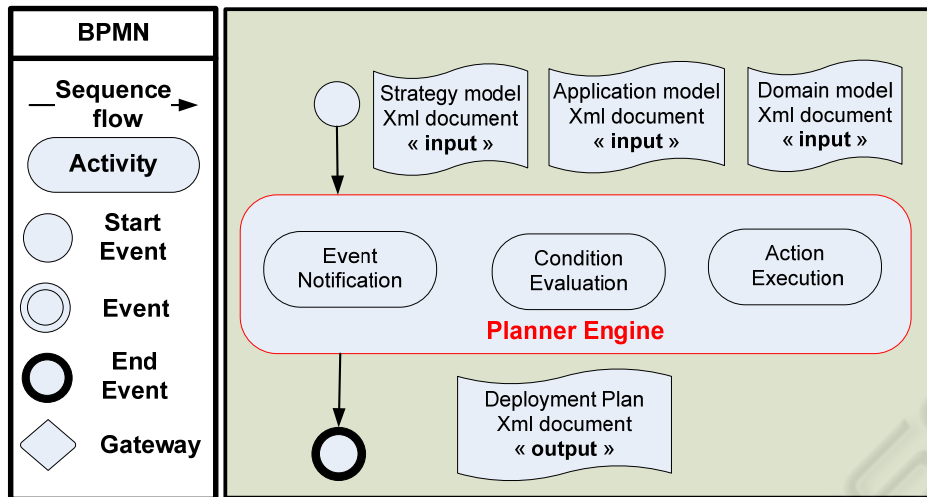 BPMN
Sequence
flow
Activity
Start
Event
Event
End
Event
Gateway
Strategy model
Xml document
« input »
Application model
Xml document
« input »
Domain model
Xml document
« input »
Event
Notification
Condition
Evaluation
Action
Execution
Planner Engine
Deployment Plan
Xml document
« output »